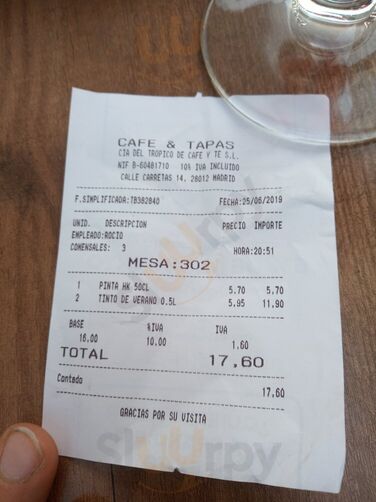 CAFE & TAPAS
CIA DEL TROPICO DE CAFE Y TE S.L.
NIF B-60481710 10% IVA INCLUIDO
CALLE CARRETAS 14, 28012 MADRID
F.SIMPLIFICADA:TB382840 FECHA:25/06/2019
UNID. DESCRIPCION PRECIO IMPORTE
EMPLEADO:ROCIO
COMENSALES: 3 HORA:20:51
MESA:302
1 PINTA HK 50CL 5.70 5.70
2 TINTO DE VERANO 0.5L 5.95 11.90
BASE %IVA IVA
16.00 10.00 1.60
TOTAL 17,60
Contado 17.60
GRACIAS POR SU VISITA
slurrpy